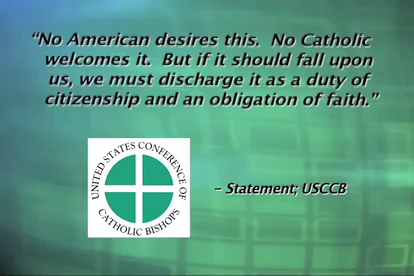 “No American desires this.  No Catholic
welcomes it.  But if it should fall upon
us, we must discharge it as a duty of
citizenship and an obligation of faith.”
UNITED STATES CONFERENCE OF
CATHOLIC BISHOPS
– Statement; USCCB